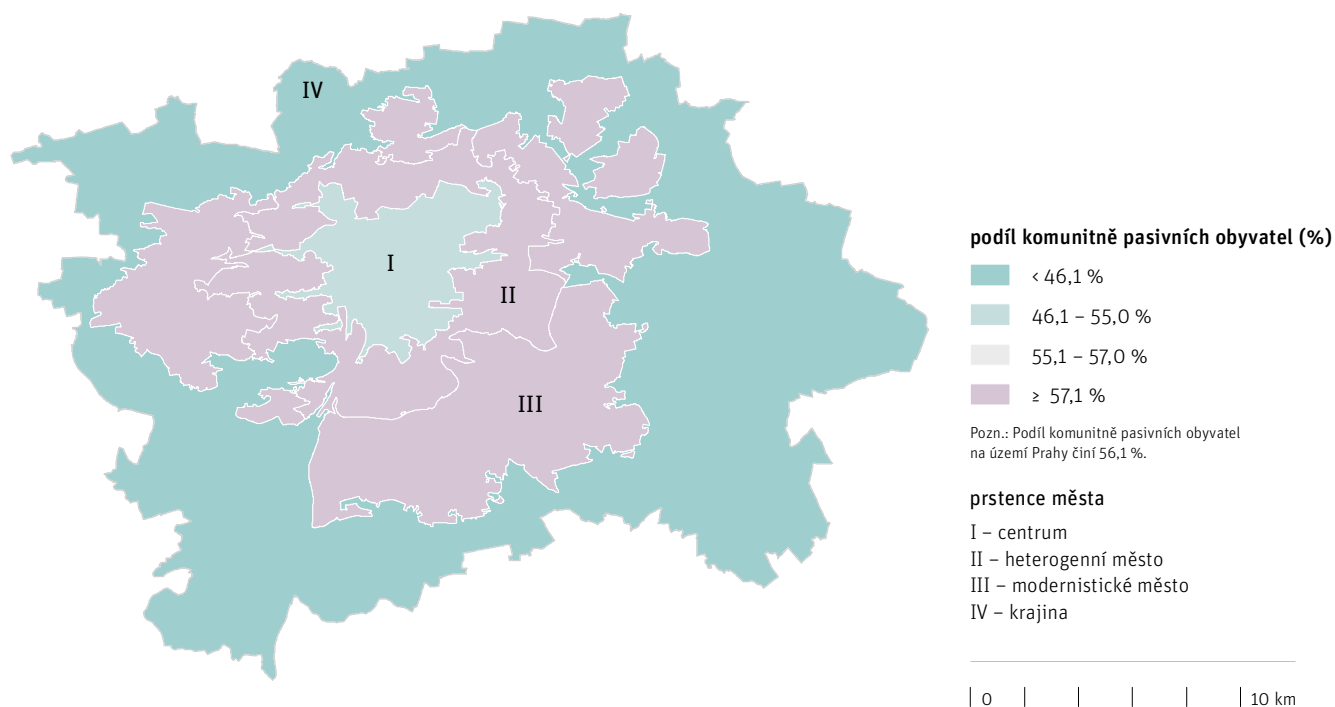 IV
I
II
III
podíl komunitně pasivních obyvatel (%)
< 46,1 %
46,1 – 55,0 %
55,1 – 57,0 %
≥ 57,1 %
Pozn.: Podíl komunitně pasivních obyvatel
na území Prahy činí 56,1 %.
prstence města
I – centrum
II – heterogenní město
III – modernistické město
IV – krajina
0 10 km